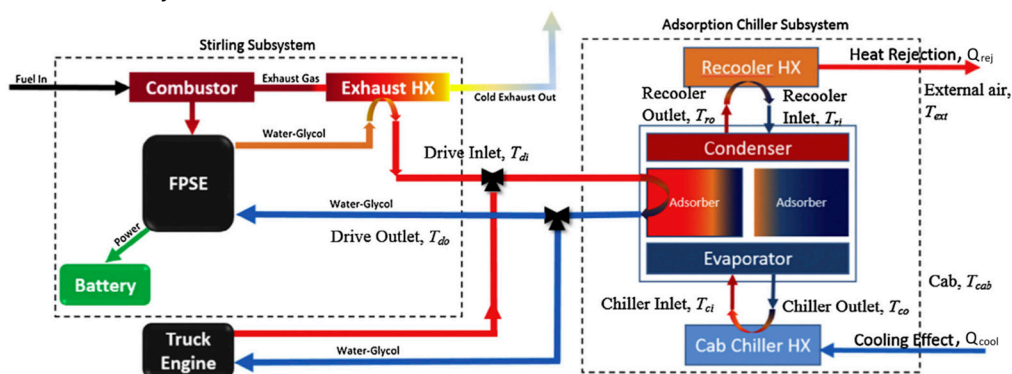 Stirling Subsystem
Adsorption Chiller Subsystem
Fuel In
Combustor
Exhaust Gas
Exhaust HX
Cold Exhaust Out
Recooler HX
Heat Rejection, Qrej
External air,
Text
Recooler
Outlet, Tro
Recooler
Inlet, Tri
Water-Glycol
Condenser
FPSE
Drive Inlet, Tdi
Adsorber
Adsorber
Water-Glycol
Drive Outlet, Tdo
Power
Evaporator
Battery
Cab, Tcab
Chiller Inlet, Tci
Chiller Outlet, Tco
Truck
Engine
Water-Glycol
Cab Chiller HX
Cooling Effect, Qcool